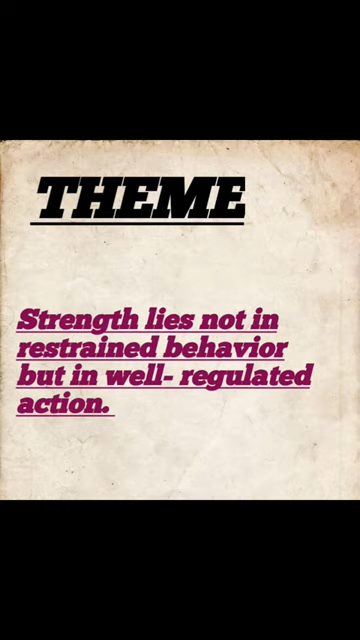 THEME
Strength lies not in
restrained behavior
but in well- regulated
action.